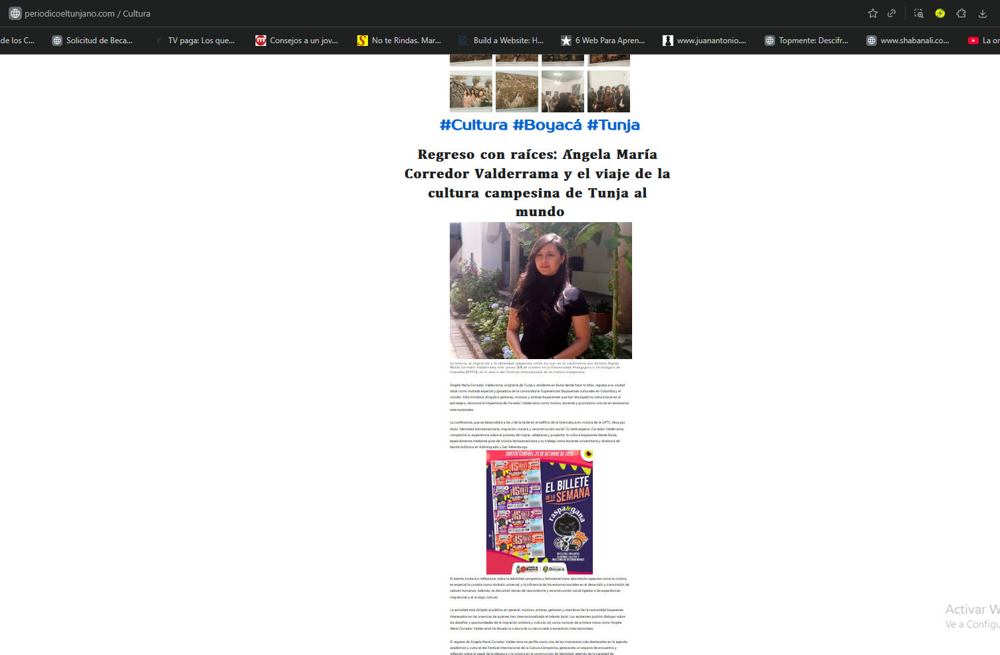 periodicoeltunjano.com / Cultura
de los C...
Solicitud de Beca...
TV paga: Los que...
Consejos a un jov...
No te Rindas. Mar...
Build a Website: H...
6 Web Para Apren...
www.juanantonio....
Topmente: Descifr...
www.shabanali.co...
La or
#Cultura #Boyacá #Tunja
Regreso con raíces: Ángela María
Corredor Valderrama y el viaje de la
cultura campesina de Tunja al
mundo
La música, la migración y la identidad campesina serán los ejes de la conferencia que dictará Ángela
María Corredor Valderrama este jueves 23 de octubre en la Universidad Pedagógica y Tecnológica de
Colombia (UPTC), en el marco del Festival Internacional de la Cultura Campesina.
Ángela María Corredor Valderrama, originaria de Tunja y residente en Rusia desde hace 13 años, regresa a su ciudad
natal como invitada especial y ganadora de la convocatoria 'Experiencias Boyacenses culturales en Colombia y el
mundo'. Esta iniciativa, dirigida a gestores, músicos y artistas boyacenses que han divulgado la cultura local en el
extranjero, reconoce la trayectoria de Corredor Valderrama como músico, docente y promotora cultural en escenarios
internacionales.
La conferencia, que se desarrollará a las 2 de la tarde en el edificio de la licenciatura en música de la UPTC, lleva por
título 'Identidad latinoamericana, migración, música y reconstrucción social'. En este espacio, Corredor Valderrama
compartirá su experiencia sobre el proceso de migrar, adaptarse y proyectar la cultura boyacense desde Rusia,
especialmente mediante giras de música latinoamericana y su trabajo como docente universitaria y directora de
banda sinfónica en Kaliningrado y San Petersburgo.
SORTEO 4589 DEL 25 DE OCTUBRE DE 2025
EL BILLETE
DE LA SEMANA
raspa&gana
15mil
15mil
15mil
15mil
Boyacá
Boyacá
El evento invitará a reflexionar sobre la identidad campesina y latinoamericana, abordando aspectos como la música,
en especial la cumbia como símbolo universal, y la influencia de los entornos sociales en el desarrollo y transmisión de
valores humanos. Además, se discutirán temas de neurociencia y reconstrucción social ligados a las experiencias
migratorias y el arraigo cultural.
La actividad está dirigida al público en general, músicos, artistas, gestores y miembros de la comunidad boyacense
interesados en las vivencias de quienes han internacionalizado el talento local. Los asistentes podrán dialogar sobre
los desafíos y oportunidades de la migración artística y cultural, así como conocer de primera mano cómo Ángela
María Corredor Valderrama ha llevado la cultura de su tierra natal a escenarios internacionales.
El regreso de Ángela María Corredor Valderrama se perfila como uno de los momentos más destacados en la agenda
académica y cultural del Festival Internacional de la Cultura Campesina, generando un espacio de encuentro y
reflexión sobre el papel de la diáspora y la música en la construcción de identidad, además de la variedad de
Activar W
Ve a Configu